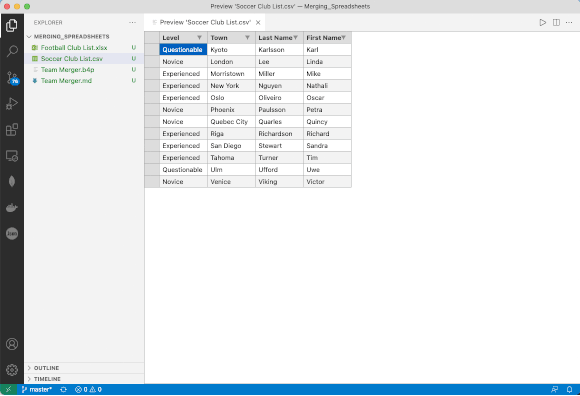 Preview 'Soccer Club List.csv' — Merging_Spreadsheets
EXPLORER
Preview 'Soccer Club List.csv'
MERGING_SPREADSHEETS
Football Club List.xlsx U
Soccer Club List.csv U
Team Merger.b4p U
Team Merger.md U
Level Town Last Name First Name
Questionable Kyoto Karlsson Karl
Novice London Lee Linda
Experienced Morristown Miller Mike
Experienced New York Nguyen Nathali
Experienced Oslo Oliveiro Oscar
Novice Phoenix Paulsson Petra
Novice Quebec City Quarles Quincy
Experienced Riga Richardson Richard
Experienced San Diego Stewart Sandra
Experienced Tahoma Turner Tim
Questionable Ulm Ufford Uwe
Novice Venice Viking Victor
OUTLINE
TIMELINE
master* 0 0